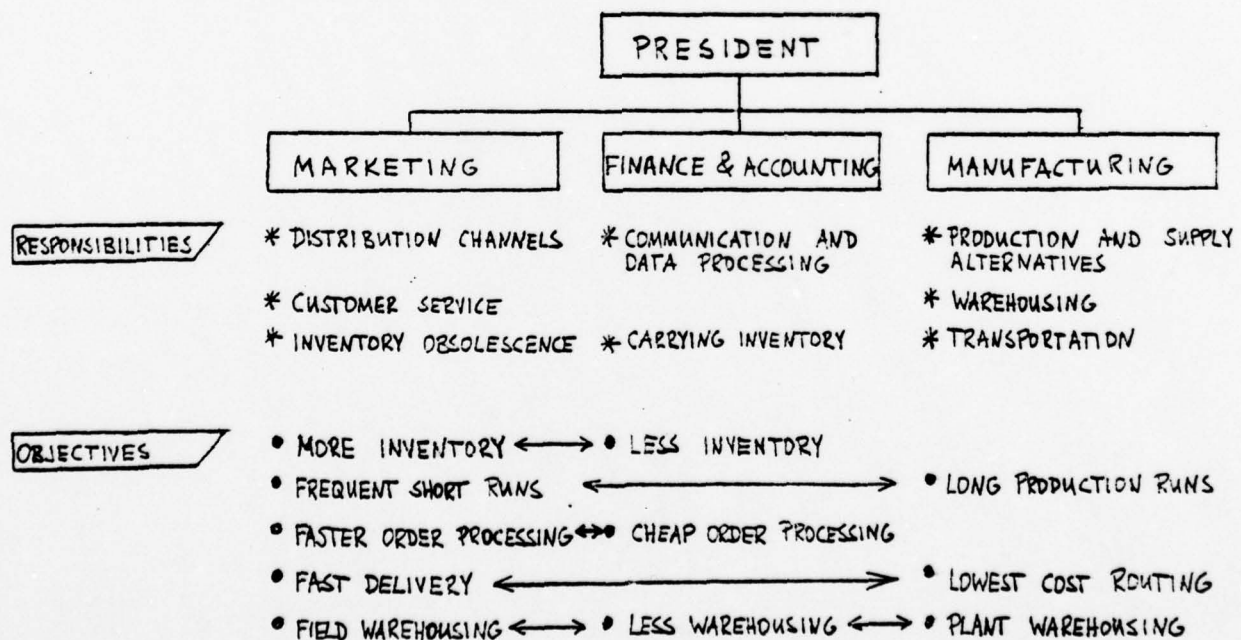 PRESIDENT
MARKETING
FINANCE & ACCOUNTING
MANUFACTURING
RESPONSIBILITIES
* DISTRIBUTION CHANNELS
* COMMUNICATION AND
DATA PROCESSING
* PRODUCTION AND SUPPLY
ALTERNATIVES
* CUSTOMER SERVICE
* WAREHOUSING
* INVENTORY OBSOLESCENCE
* CARRYING INVENTORY
* TRANSPORTATION
OBJECTIVES
• MORE INVENTORY ↔ • LESS INVENTORY
• FREQUENT SHORT RUNS ↔ • LONG PRODUCTION RUNS
• FASTER ORDER PROCESSING ↔ • CHEAP ORDER PROCESSING
• FAST DELIVERY ↔ • LOWEST COST ROUTING
• FIELD WAREHOUSING ↔ • LESS WAREHOUSING ↔ • PLANT WAREHOUSING